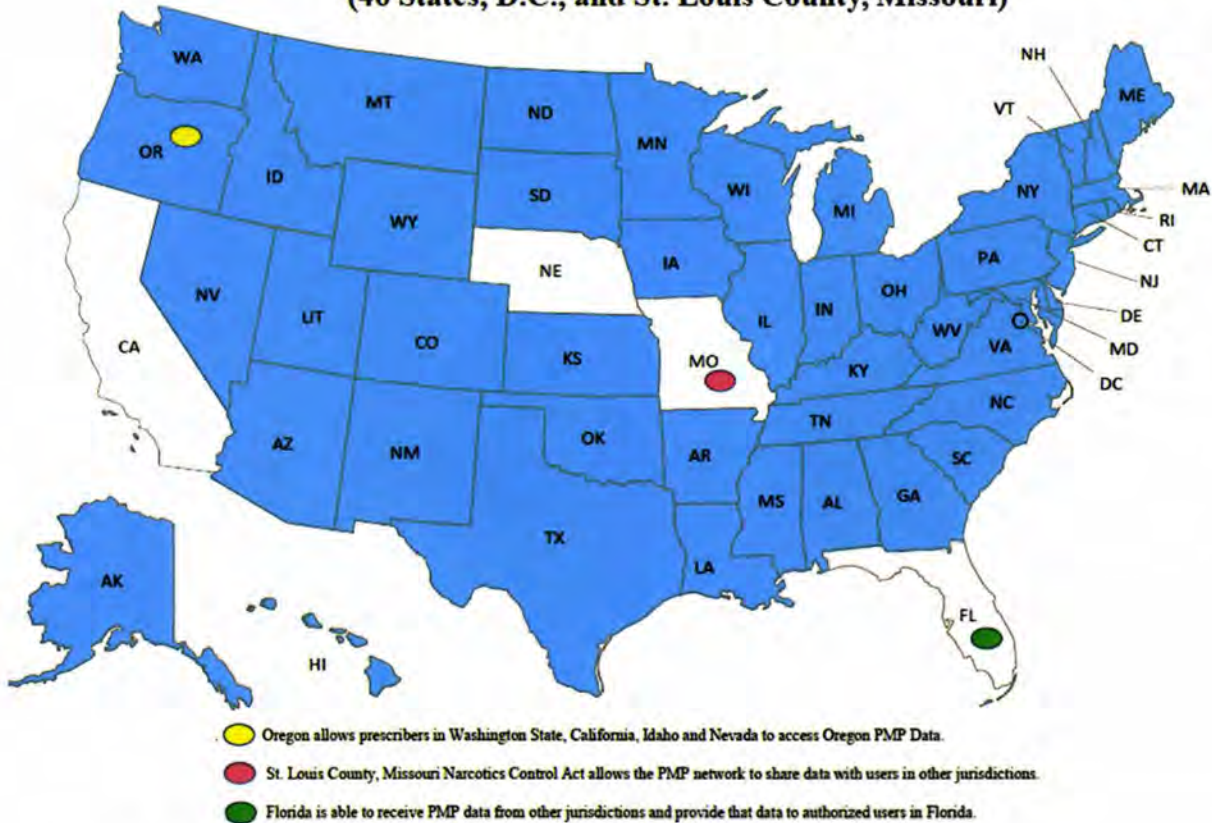 (46 States, D.C., and St. Louis County, Missouri)
NH
WA
ME
MT
ND
VT
OR
MN
ID
WI
NY
MA
SD
MI
WY
RI
CT
IA
PA
NE
NJ
NV
OH
IN
IL
UT
DE
WV
CA
CO
VA
MD
KS
MO
KY
DC
NC
TN
AZ
OK
NM
AR
SC
MS
AL
GA
TX
LA
AK
FL
HI
Oregon allows prescribers in Washington State, California, Idaho and Nevada to access Oregon PMP Data.
St. Louis County, Missouri Narcotics Control Act allows the PMP network to share data with users in other jurisdictions.
Florida is able to receive PMP data from other jurisdictions and provide that data to authorized users in Florida.